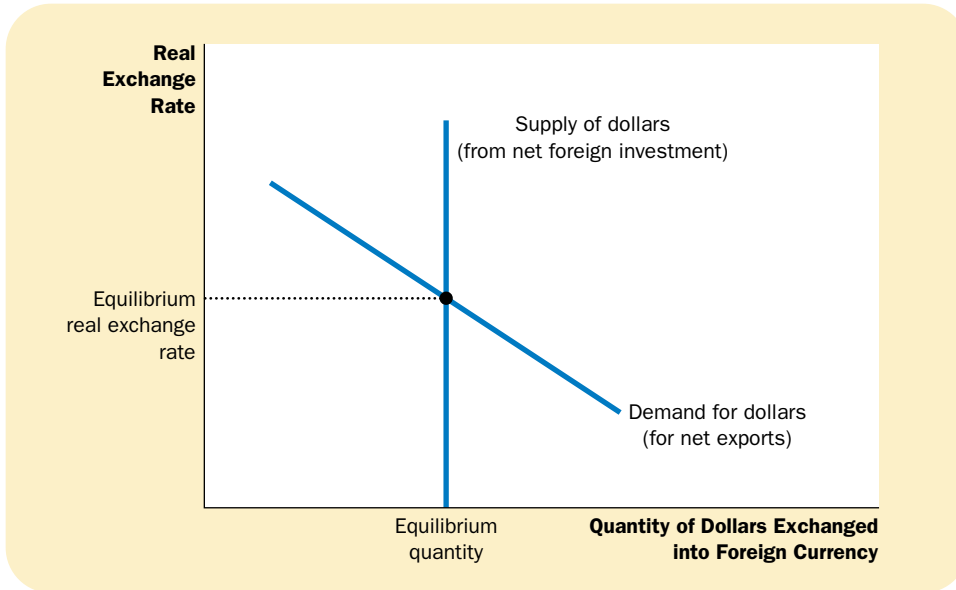 Real
Exchange
Rate
Supply of dollars
(from net foreign investment)
Equilibrium
real exchange
rate
Demand for dollars
(for net exports)
Equilibrium
quantity
Quantity of Dollars Exchanged
into Foreign Currency